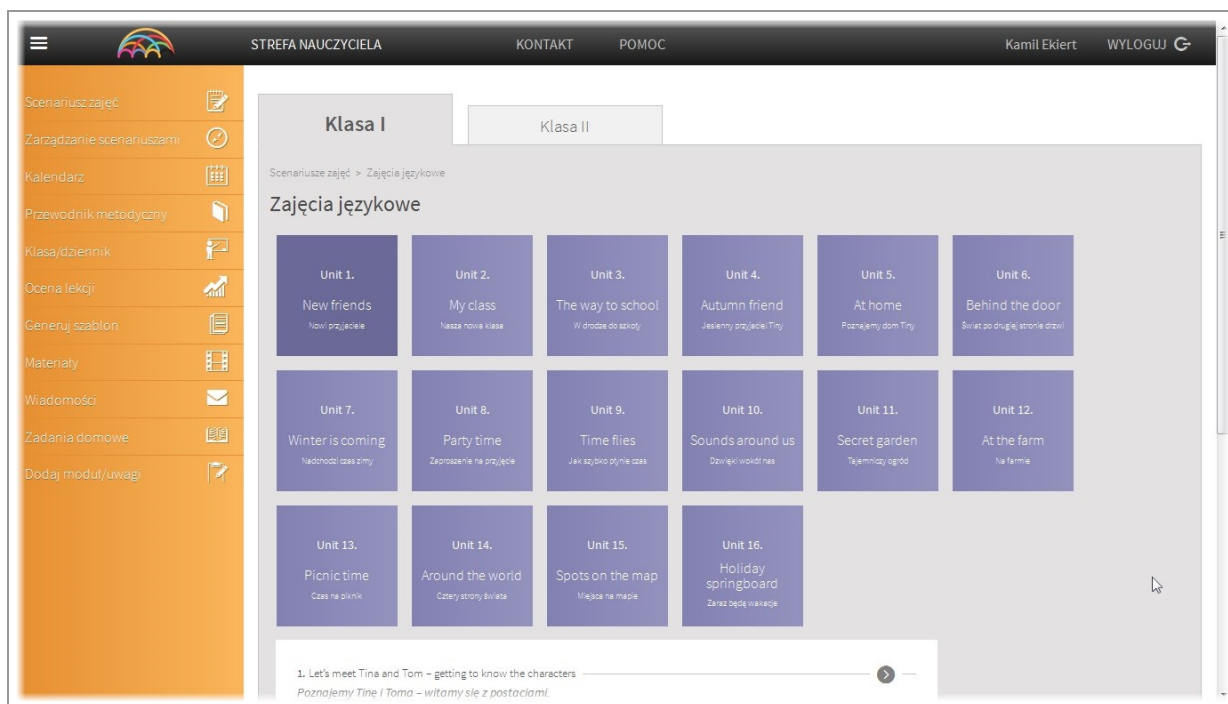 STREFA NAUCZYCIELA
KONTAKT
POMOC
Kamil Ekiert
WYLOGUJ
Scenariusz zajęć
Zarządzanie scenariuszami
Kalendarz
Przewodnik metodyczny
Klasa/dziennik
Ocena lekcji
Generuj szablon
Materiały
Wiadomości
Zadania domowe
Dodaj moduł/uwagi
Klasa I
Klasa II
Scenariusze zajęć > Zajęcia językowe
Zajęcia językowe
Unit 1.
New friends
Nowi przyjaciele
Unit 2.
My class
Nasza nowa klasa
Unit 3.
The way to school
W drodze do szkoły
Unit 4.
Autumn friend
Jesienny przyjaciel Tiny
Unit 5.
At home
Poznajemy dom Tiny
Unit 6.
Behind the door
Świat po drugiej stronie drzwi
Unit 7.
Winter is coming
Nadchodzi czas zimy
Unit 8.
Party time
Zaproszenie na przyjęcie
Unit 9.
Time flies
Jak szybko płynie czas
Unit 10.
Sounds around us
Dźwięki wokół nas
Unit 11.
Secret garden
Tajemniczy ogród
Unit 12.
At the farm
Na farmie
Unit 13.
Picnic time
Czas na piknik
Unit 14.
Around the world
Cztery strony świata
Unit 15.
Spots on the map
Miejsca na mapie
Unit 16.
Holiday
springboard
Zaraz będą wakacje
1. Let's meet Tina and Tom – getting to know the characters
Poznajemy Tinę i Toma – witamy się z postaciami.